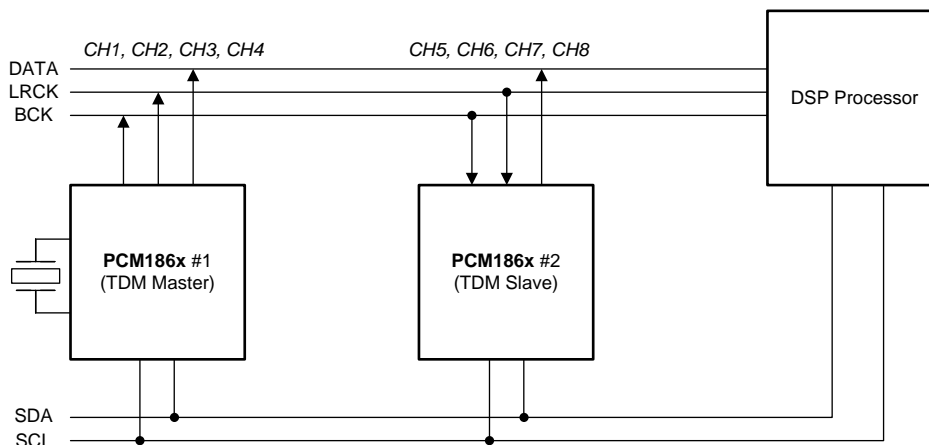 CH1, CH2, CH3, CH4
CH5, CH6, CH7, CH8
DATA
LRCK
BCK
DSP Processor
PCM186x #1
(TDM Master)
PCM186x #2
(TDM Slave)
SDA
SCL